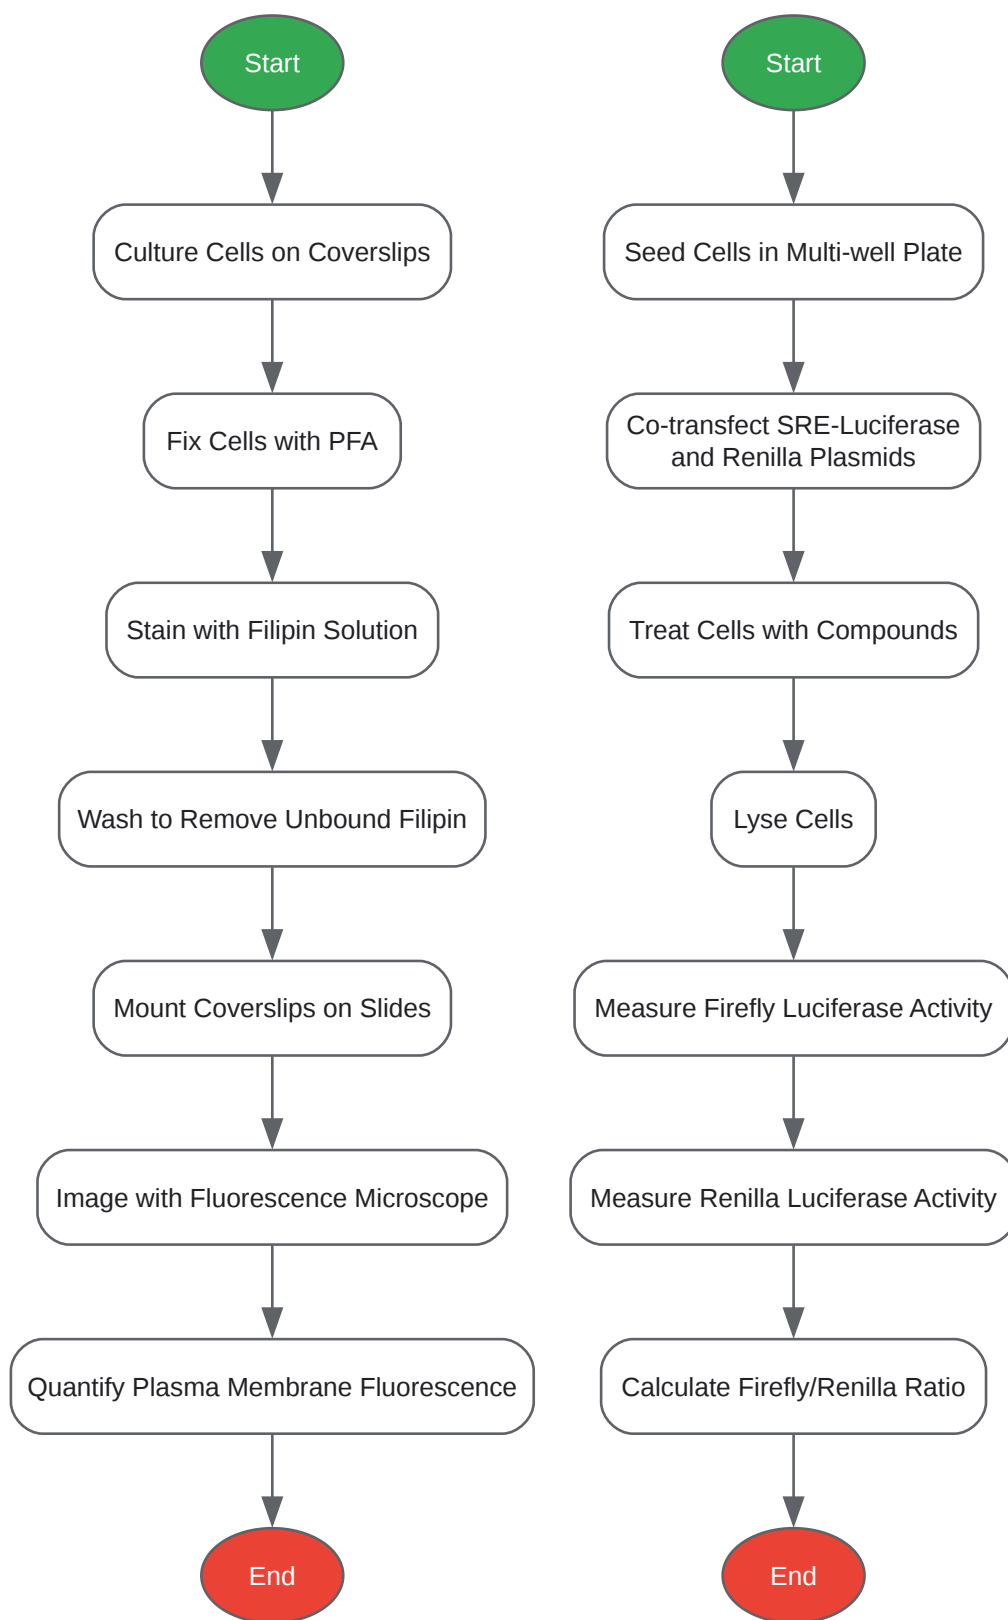 Start
Culture Cells on Coverslips
Fix Cells with PFA
Stain with Filipin Solution
Wash to Remove Unbound Filipin
Mount Coverslips on Slides
Image with Fluorescence Microscope
Quantify Plasma Membrane Fluorescence
End
Start
Seed Cells in Multi-well Plate
Co-transfect SRE-Luciferase
and Renilla Plasmids
Treat Cells with Compounds
Lyse Cells
Measure Firefly Luciferase Activity
Measure Renilla Luciferase Activity
Calculate Firefly/Renilla Ratio
End